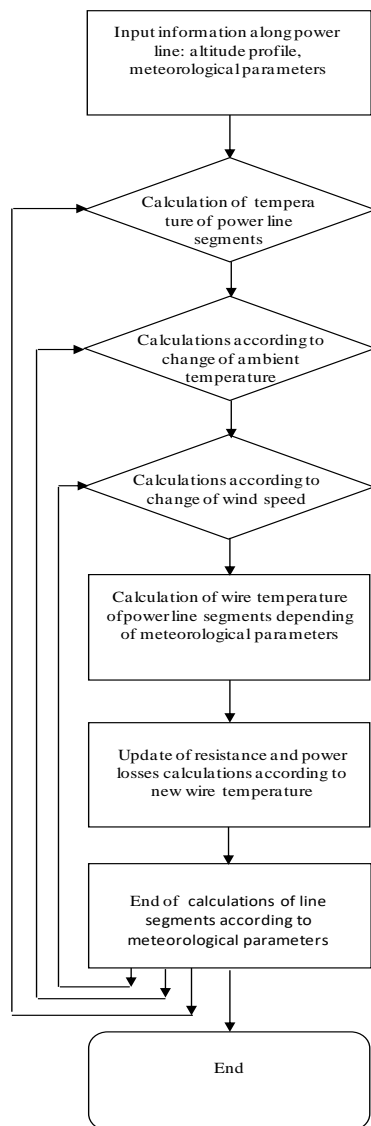 Input information along power
line: altitude profile,
meteorological parameters
Calculation of tempera
ture of power line
segments
Calculations according to
change of ambient
temperature
Calculations according to
change of wind speed
Calculation of wire temperature
of power line segments depending
of meteorological parameters
Update of resistance and power
losses calculations according to
new wire temperature
End of calculations of line
segments according to
meteorological parameters
End